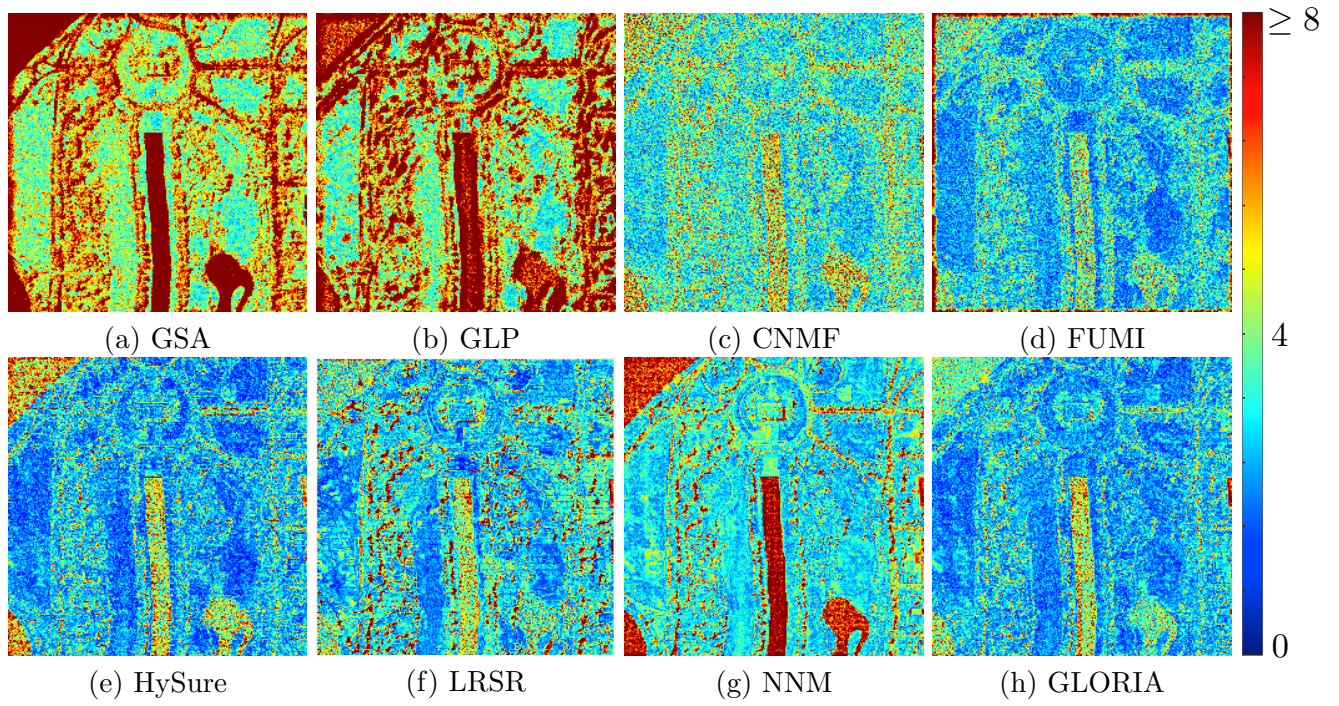 ≥ 8
(a) GSA
(b) GLP
(c) CNMF
(d) FUMI
4
(e) HySure
(f) LRSR
(g) NNM
(h) GLORIA
0